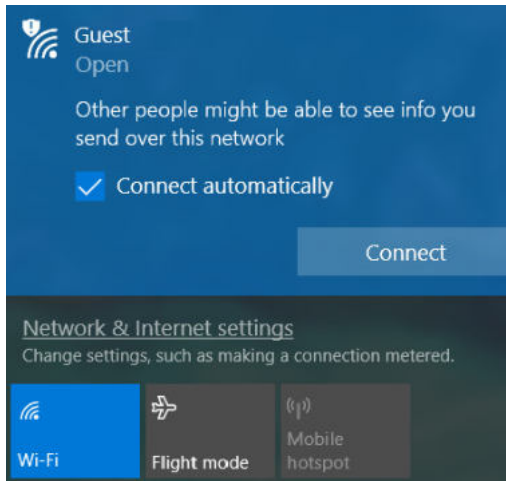 Guest
Open
Other people might be able to see info you
send over this network
Connect automatically
Connect
Network & Internet settings
Change settings, such as making a connection metered.
Wi-Fi
Flight mode
Mobile
hotspot